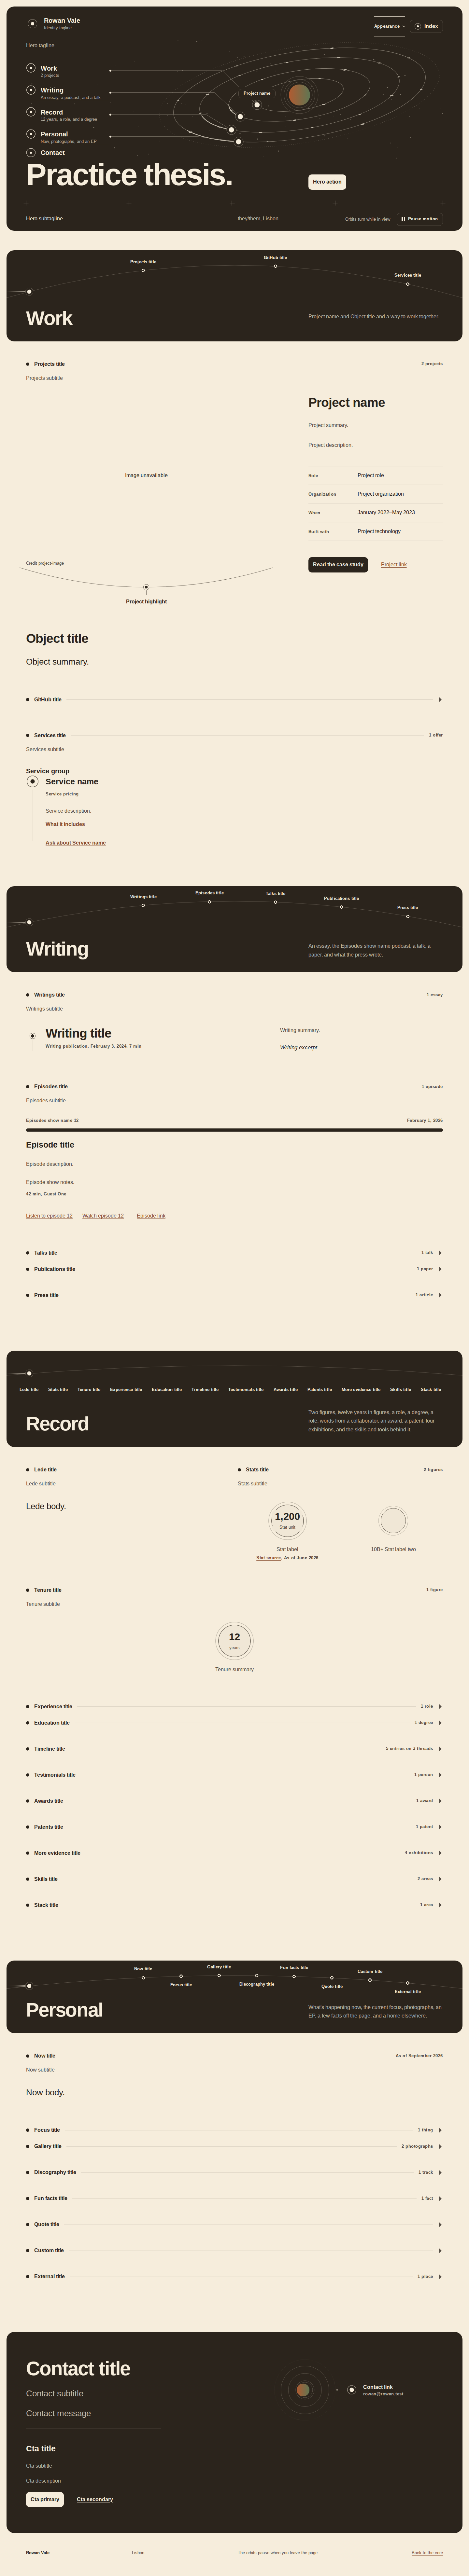 Rowan Vale
Identity tagline
Appearance
Index
Hero tagline
Work
2 projects
Writing
An essay, a podcast, and a talk
Record
12 years, a role, and a degree
Personal
Now, photographs, and an EP
Contact
Project name
Practice thesis.
Hero action
Hero subtagline
they/them, Lisbon
Orbits turn while in view.
Pause motion
Projects title
GitHub title
Services title
Work
Project name and Object title and a way to work together.
Projects title
2 projects
Projects subtitle
Image unavailable
Credit project image
Project highlight
Project name
Project summary.
Project description.
Role
Project role
Organization
Project organization
When
January 2022–May 2023
Built with
Project technology
Read the case study
Project link
Object title
Object summary.
GitHub title
Services title
1 offer
Services subtitle
Service group
Service name
Service pricing
Service description.
What it includes
Ask about Service name
Writings title
Episodes title
Talks title
Publications title
Press title
Writing
An essay, the Episodes show name podcast, a talk, a
paper, and what the press wrote.
Writings title
1 essay
Writings subtitle
Writing title
Writing publication, February 3, 2024, 7 min
Writing summary.
Writing excerpt
Episodes title
1 episode
Episodes subtitle
Episodes show name 12
February 1, 2026
Episode title
Episode description.
Episode show notes.
42 min, Guest One
Listen to episode 12
Watch episode 12
Episode link
Talks title
1 talk
Publications title
1 paper
Press title
1 article
Lede title
Stats title
Tenure title
Experience title
Education title
Timeline title
Testimonials title
Awards title
Patents title
More evidence title
Skills title
Stack title
Record
Two figures, twelve years in figures, a role, a degree, a
role, words from a collaborator, an award, a patent, four
exhibitions, and the skills and tools behind it.
Lede title
Lede subtitle
Lede body.
Stats title
2 figures
Stats subtitle
1,200
Stat unit
Stat label
Stat source, As of June 2026
10B+ Stat label two
Tenure title
1 figure
Tenure subtitle
12
years
Tenure summary
Experience title
1 role
Education title
1 degree
Timeline title
5 entries on 3 threads
Testimonials title
1 person
Awards title
1 award
Patents title
1 patent
More evidence title
4 exhibitions
Skills title
2 areas
Stack title
1 area
Now title
Focus title
Gallery title
Discography title
Fun facts title
Quote title
Custom title
External title
Personal
What's happening now, the current focus, photographs, an
EP, a few facts off the page, and a home elsewhere.
Now title
As of September 2026
Now subtitle
Now body.
Focus title
1 thing
Gallery title
2 photographs
Discography title
1 track
Fun facts title
1 fact
Quote title
Custom title
External title
1 place
Contact title
Contact subtitle
Contact message
Contact link
rowan@rowan.test
Cta title
Cta subtitle
Cta description
Cta primary
Cta secondary
Rowan Vale
Lisbon
The orbits pause when you leave the page.
Back to the core